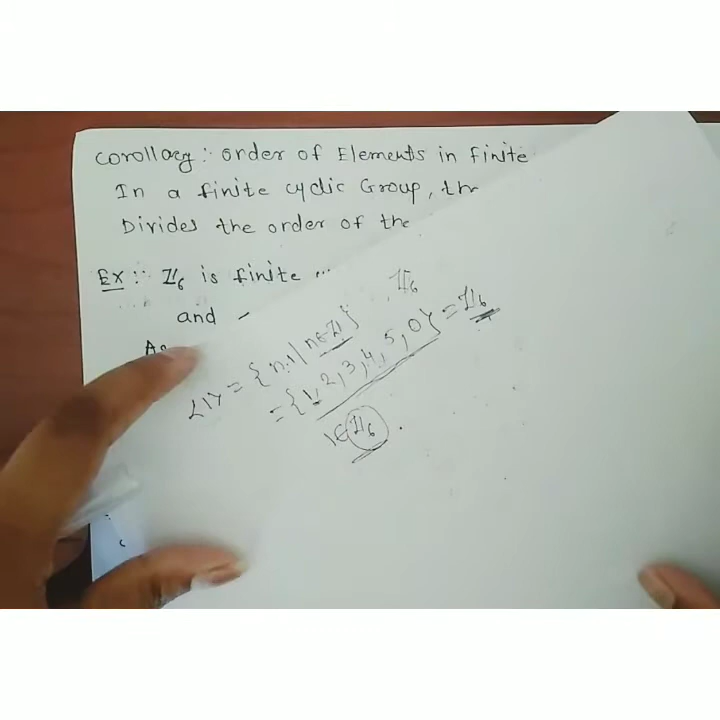 Corollary:- Order of Elements in finite
In a finite cyclic Group, the
Divides the order of the
Ex:- ℤ₆ is finite
and
As
, ℤ₆
<1> = {n.1 | n∈ℤ}
= {1, 2, 3, 4, 5, 0} = ℤ₆
1∈ℤ₆ .